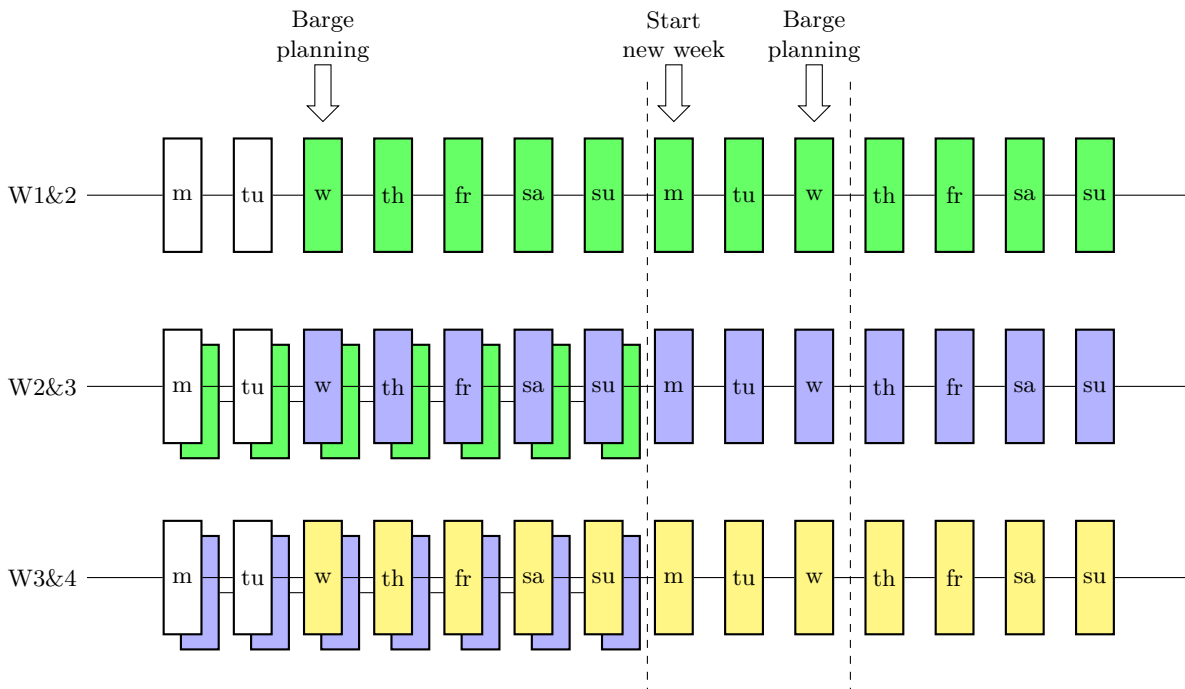 Barge
planning
Start
new week
Barge
planning
W1&2 m tu w th fr sa su m tu w th fr sa su
W2&3 m tu w th fr sa su m tu w th fr sa su
W3&4 m tu w th fr sa su m tu w th fr sa su